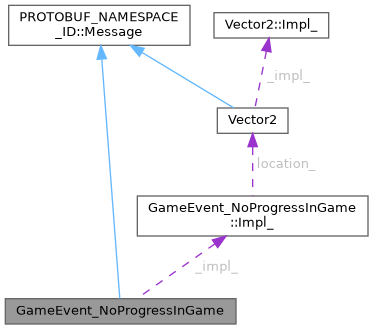 PROTOBUF_NAMESPACE
_ID::Message
Vector2::Impl_
_impl_
Vector2
location_
GameEvent_NoProgressInGame
::Impl_
_impl_
GameEvent_NoProgressInGame